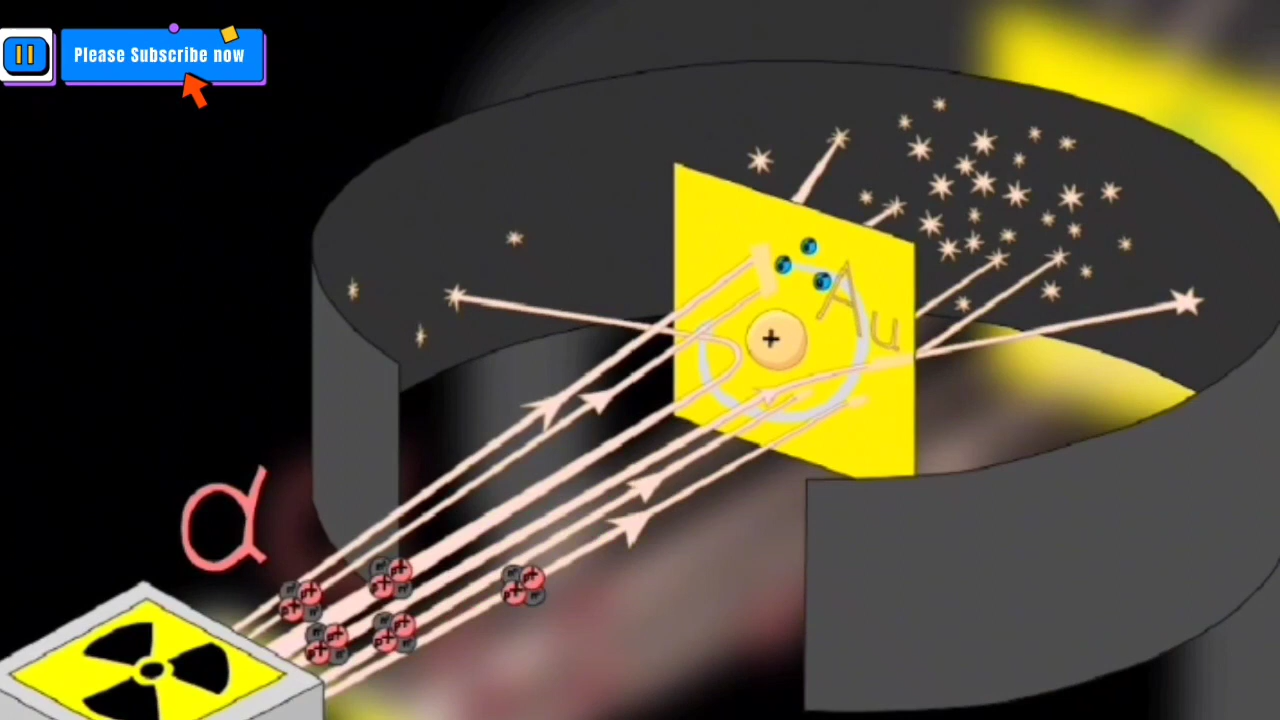 Please Subscribe now
α
Au
+
n° p+
p+ n°
n° p+
p+ n°
n° p+
p+ n°
n° p+
p+ n°
n° p+
p+ n°